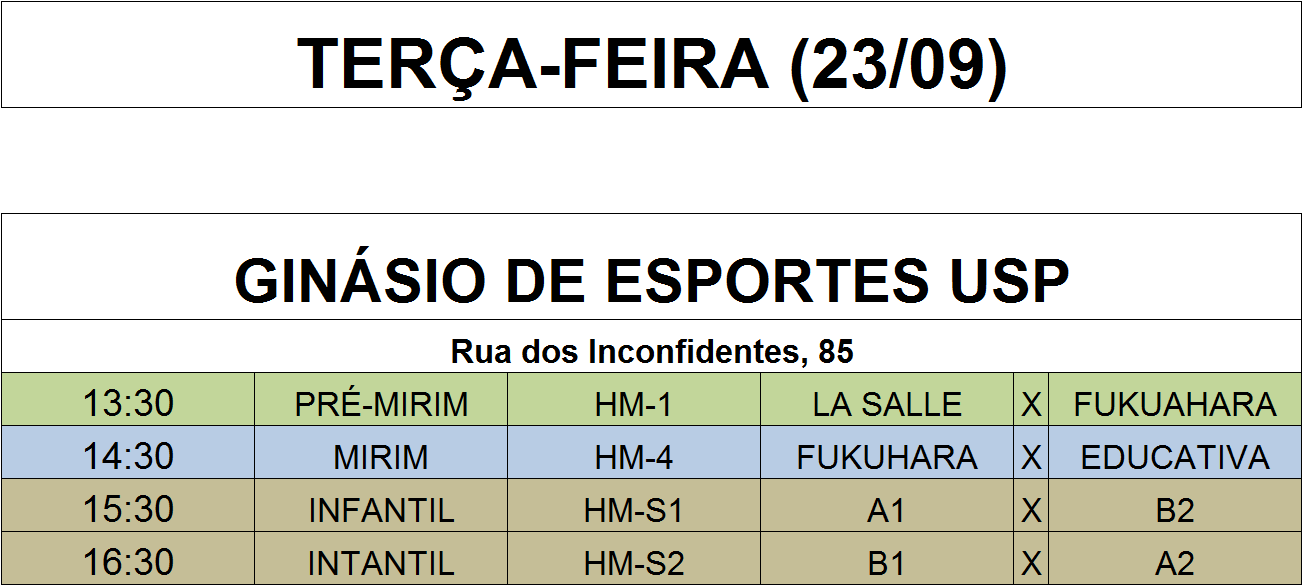 TERÇA-FEIRA (23/09)
GINÁSIO DE ESPORTES USP
Rua dos Inconfidentes, 85
13:30 PRÉ-MIRIM HM-1 LA SALLE X FUKUAHARA
14:30 MIRIM HM-4 FUKUHARA X EDUCATIVA
15:30 INFANTIL HM-S1 A1 X B2
16:30 INTANTIL HM-S2 B1 X A2